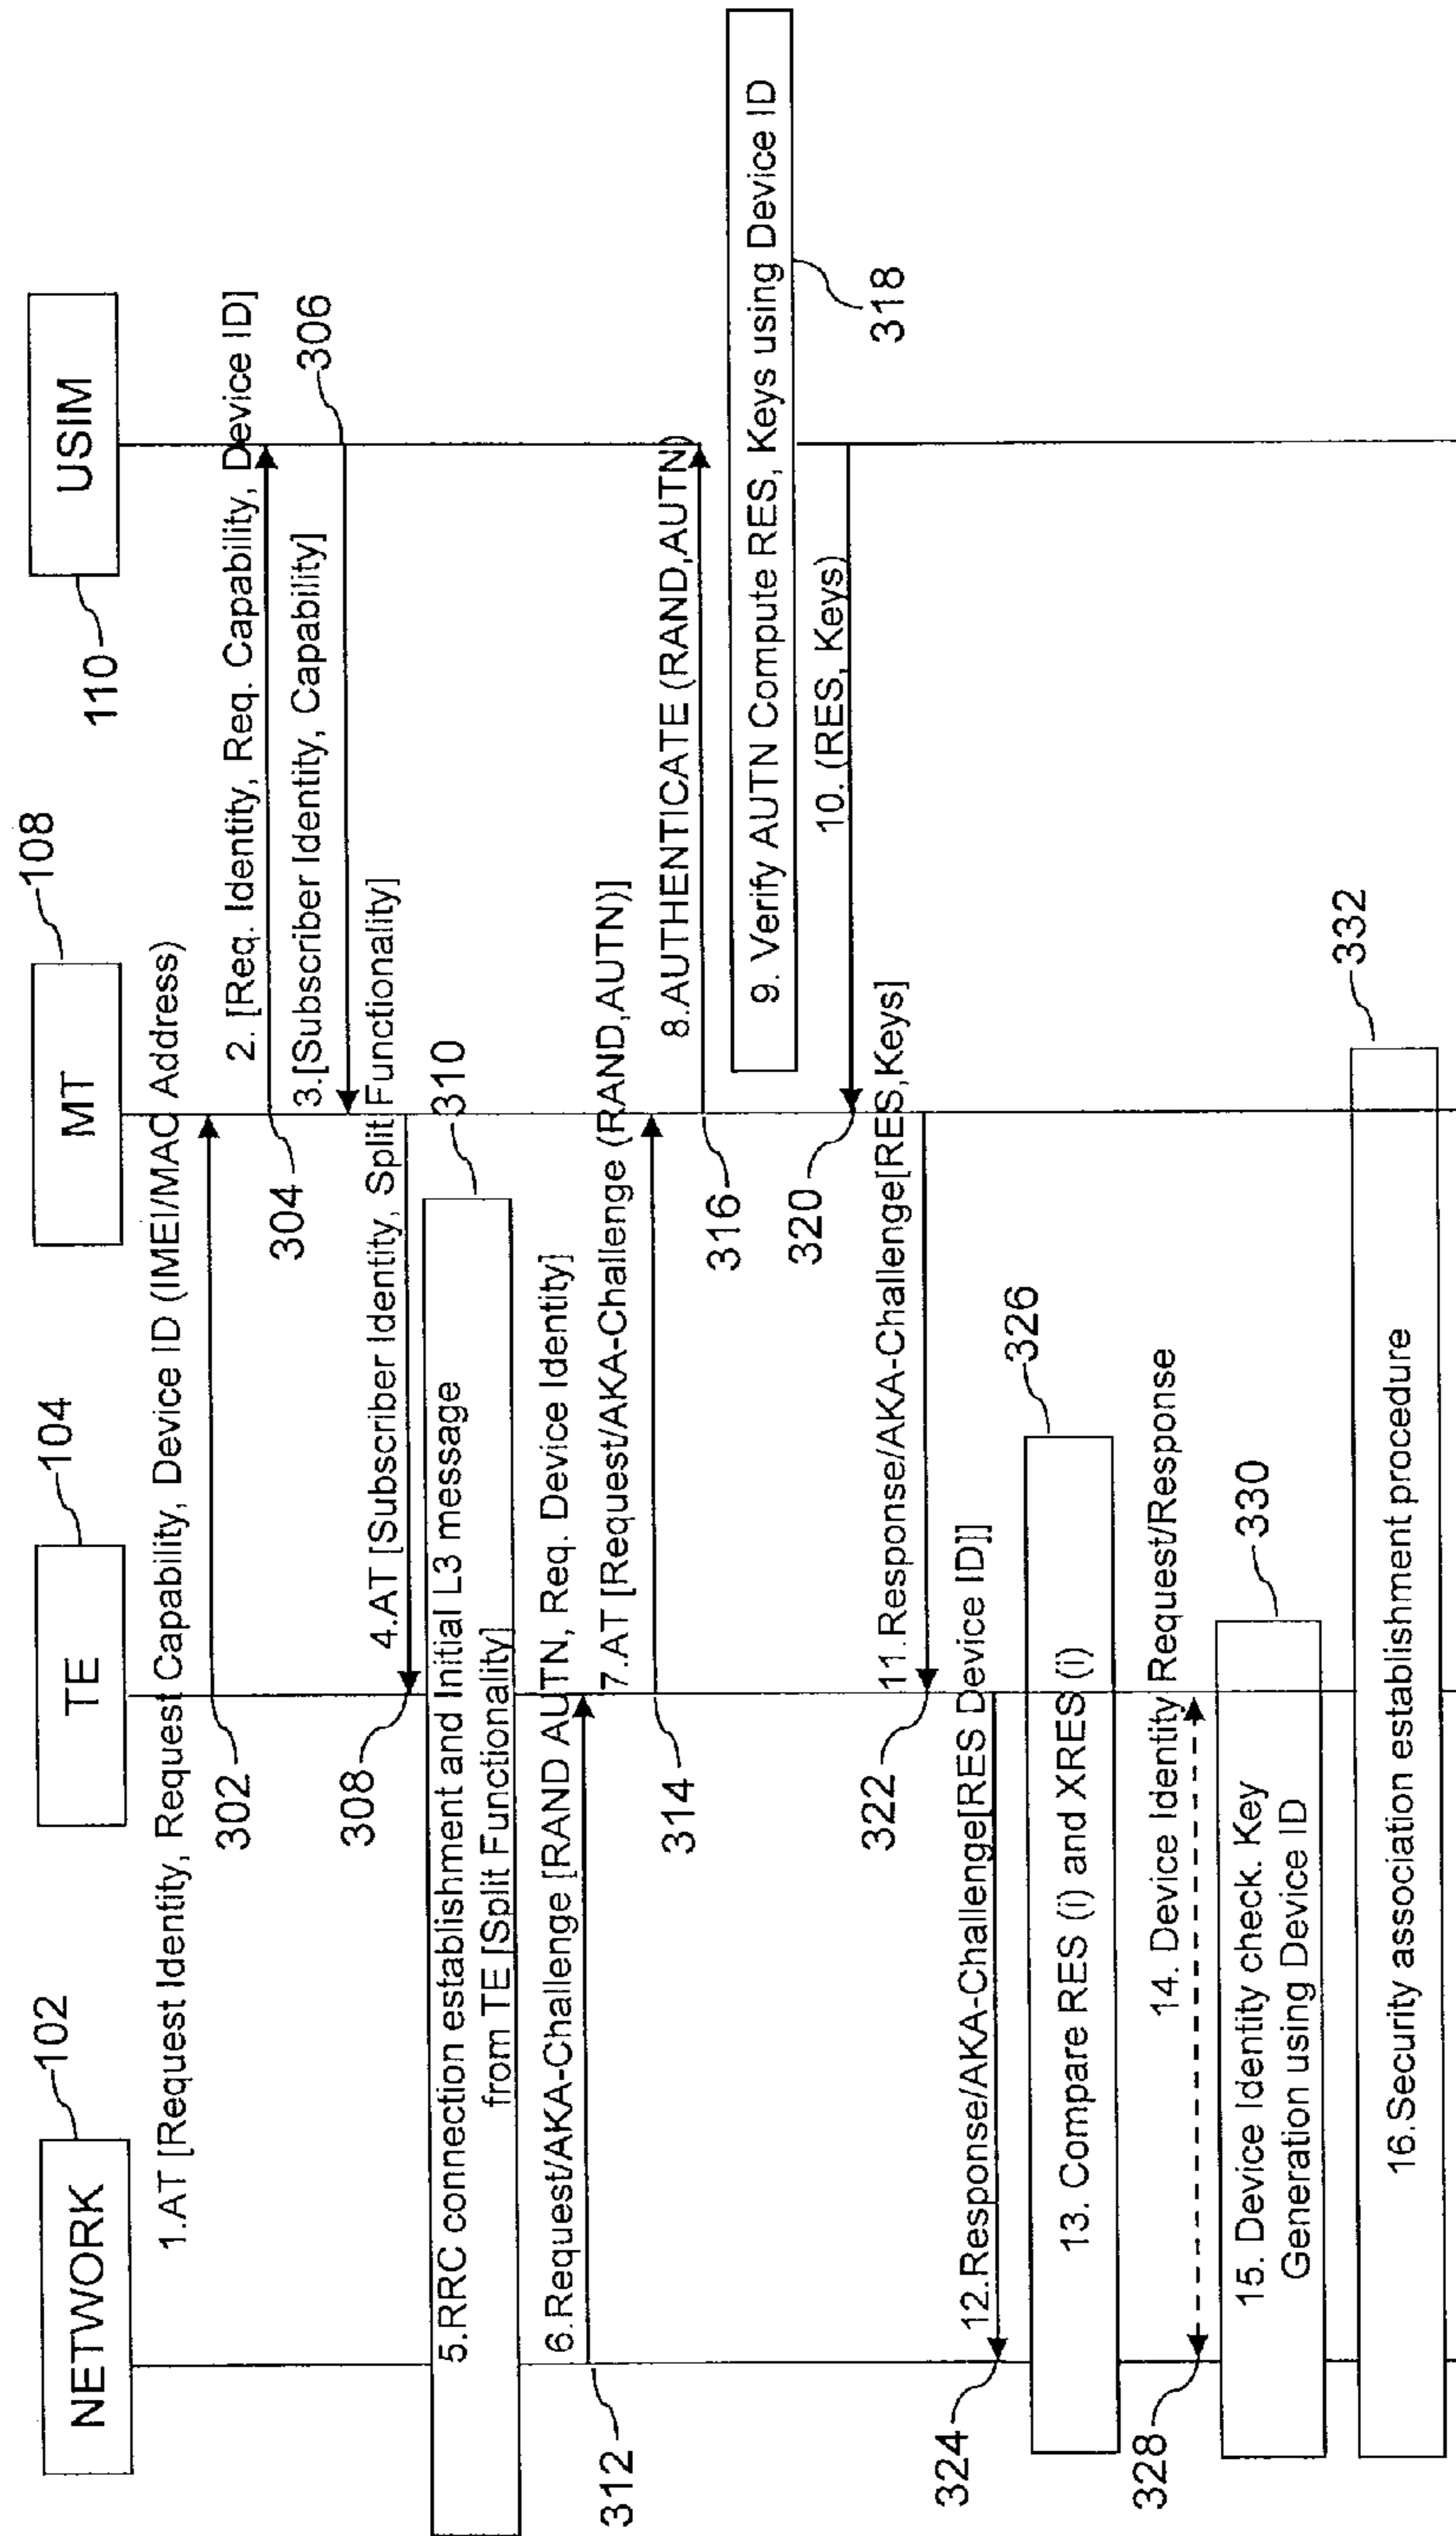 NETWORK
102
TE
104
MT
108
USIM
110
1.AT [Request Identity, Request Capability, Device ID (IMEI/MAC Address)
302
2. [Req. Identity, Req. Capability, Device ID]
304
3.[Subscriber Identity, Capability]
306
4.AT [Subscriber Identity, Split Functionality]
308
5.RRC connection establishment and Initial L3 message
from TE [Split Functionality]
310
6.Request/AKA-Challenge [RAND AUTN, Req. Device Identity]
312
7.AT [Request/AKA-Challenge (RAND,AUTN)]
314
8.AUTHENTICATE (RAND,AUTN)
316
9. Verify AUTN Compute RES, Keys using Device ID
318
10. (RES, Keys)
320
11.Response/AKA-Challenge[RES,Keys]
322
12.Response/AKA-Challenge[RES Device ID]]
324
13. Compare RES (i) and XRES (i)
326
14. Device Identity Request/Response
328
15. Device Identity check. Key
Generation using Device ID
330
16.Security association establishment procedure
332